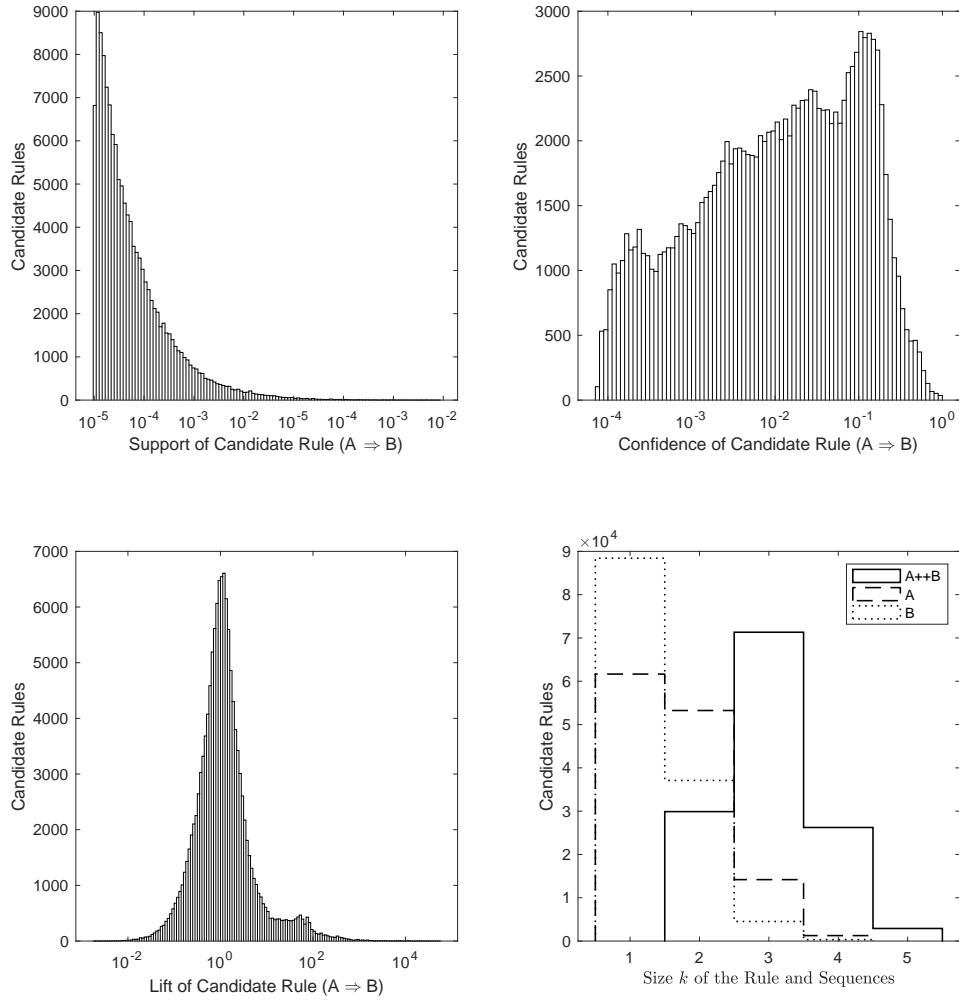 9000
8000
7000
6000
5000
4000
3000
2000
1000
0
Candidate Rules
10^-5 10^-4 10^-3 10^-2 10^-5 10^-4 10^-3 10^-2
Support of Candidate Rule (A ⇒ B)
3000
2500
2000
1500
1000
500
0
Candidate Rules
10^-4 10^-3 10^-2 10^-1 10^0
Confidence of Candidate Rule (A ⇒ B)
7000
6000
5000
4000
3000
2000
1000
0
Candidate Rules
10^-2 10^0 10^2 10^4
Lift of Candidate Rule (A ⇒ B)
×10^4
9
8
7
6
5
4
3
2
1
0
Candidate Rules
A++B
A
B
1 2 3 4 5
Size k of the Rule and Sequences